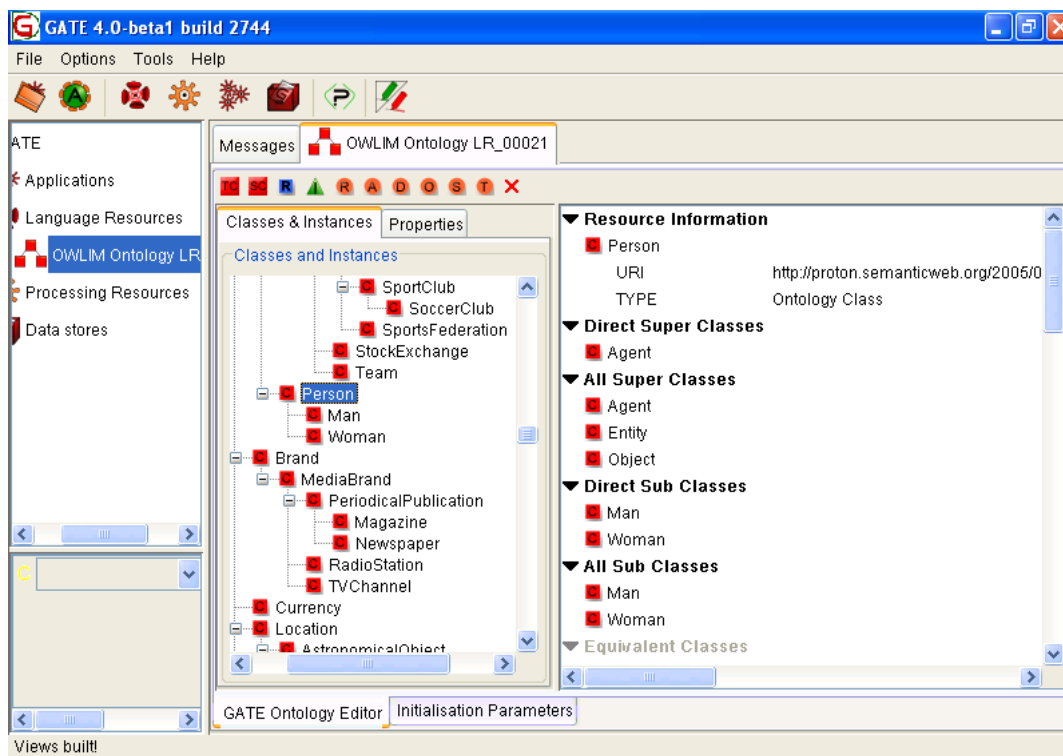 GATE 4.0-beta1 build 2744
File Options Tools Help
ATE
Applications
Language Resources
OWLIM Ontology LR
Processing Resources
Data stores
Messages
OWLIM Ontology LR_00021
TC SC R I R A D O S T
Classes & Instances
Properties
Classes and Instances
C SportClub
C SoccerClub
C SportsFederation
C StockExchange
C Team
C Person
C Man
C Woman
C Brand
C MediaBrand
C PeriodicalPublication
C Magazine
C Newspaper
C RadioStation
C TVChannel
C Currency
C Location
C AstronomicalObject
Resource Information
C Person
URI http://proton.semanticweb.org/2005/0
TYPE Ontology Class
Direct Super Classes
C Agent
All Super Classes
C Agent
C Entity
C Object
Direct Sub Classes
C Man
C Woman
All Sub Classes
C Man
C Woman
Equivalent Classes
C
GATE Ontology Editor
Initialisation Parameters
Views built!